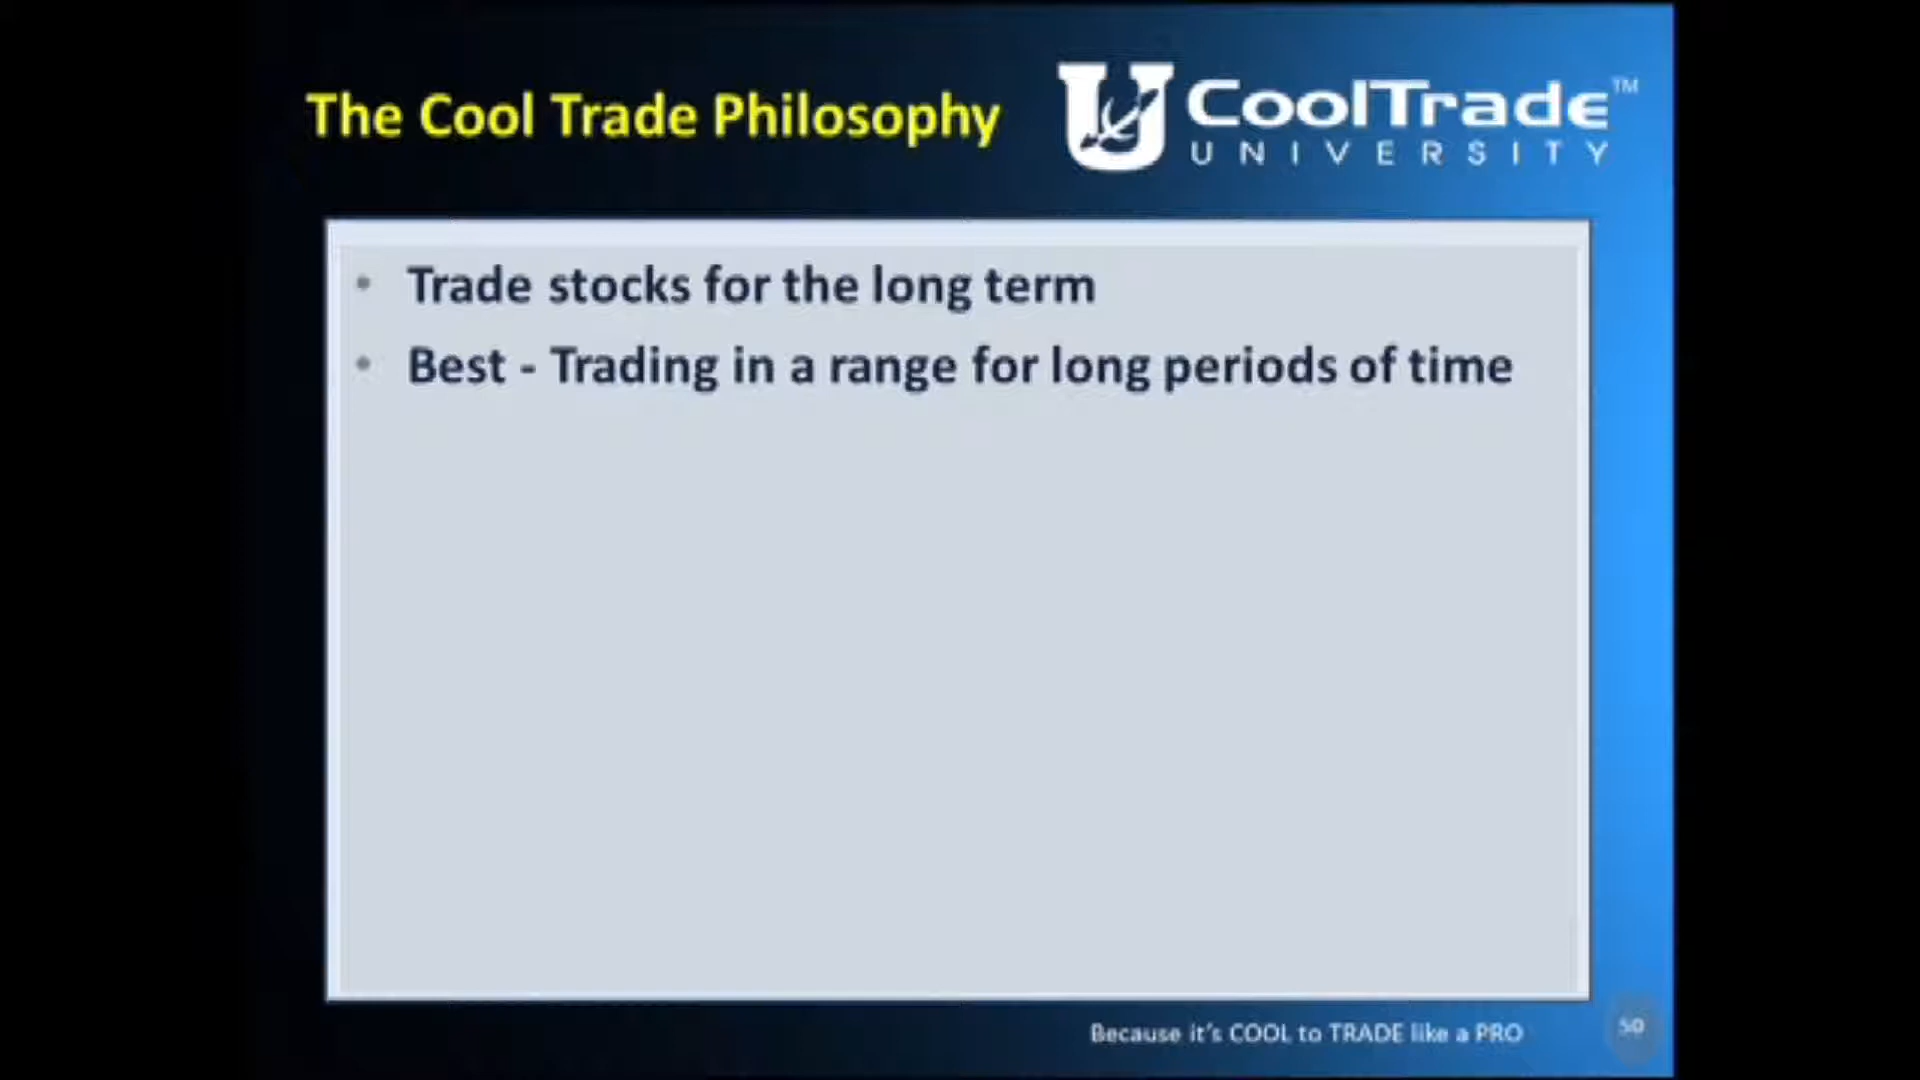 The Cool Trade Philosophy
CoolTrade™
UNIVERSITY
• Trade stocks for the long term
• Best - Trading in a range for long periods of time
Because it's COOL to TRADE like a PRO
50